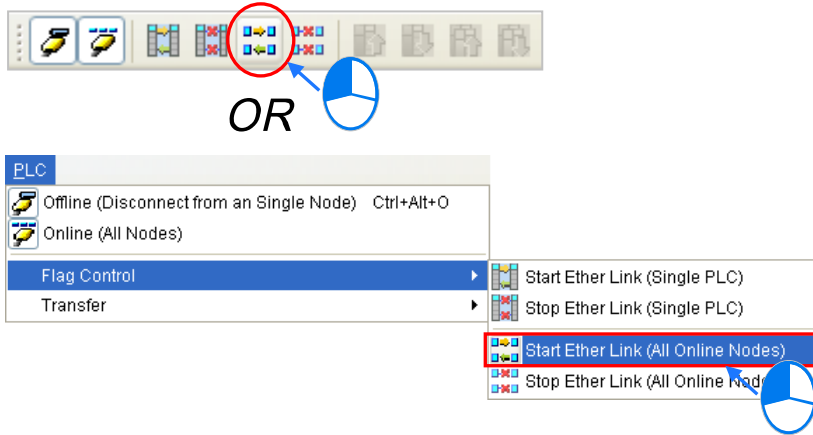 OR
PLC
Offline (Disconnect from an Single Node) Ctrl+Alt+O
Online (All Nodes)
Flag Control
Transfer
Start Ether Link (Single PLC)
Stop Ether Link (Single PLC)
Start Ether Link (All Online Nodes)
Stop Ether Link (All Online